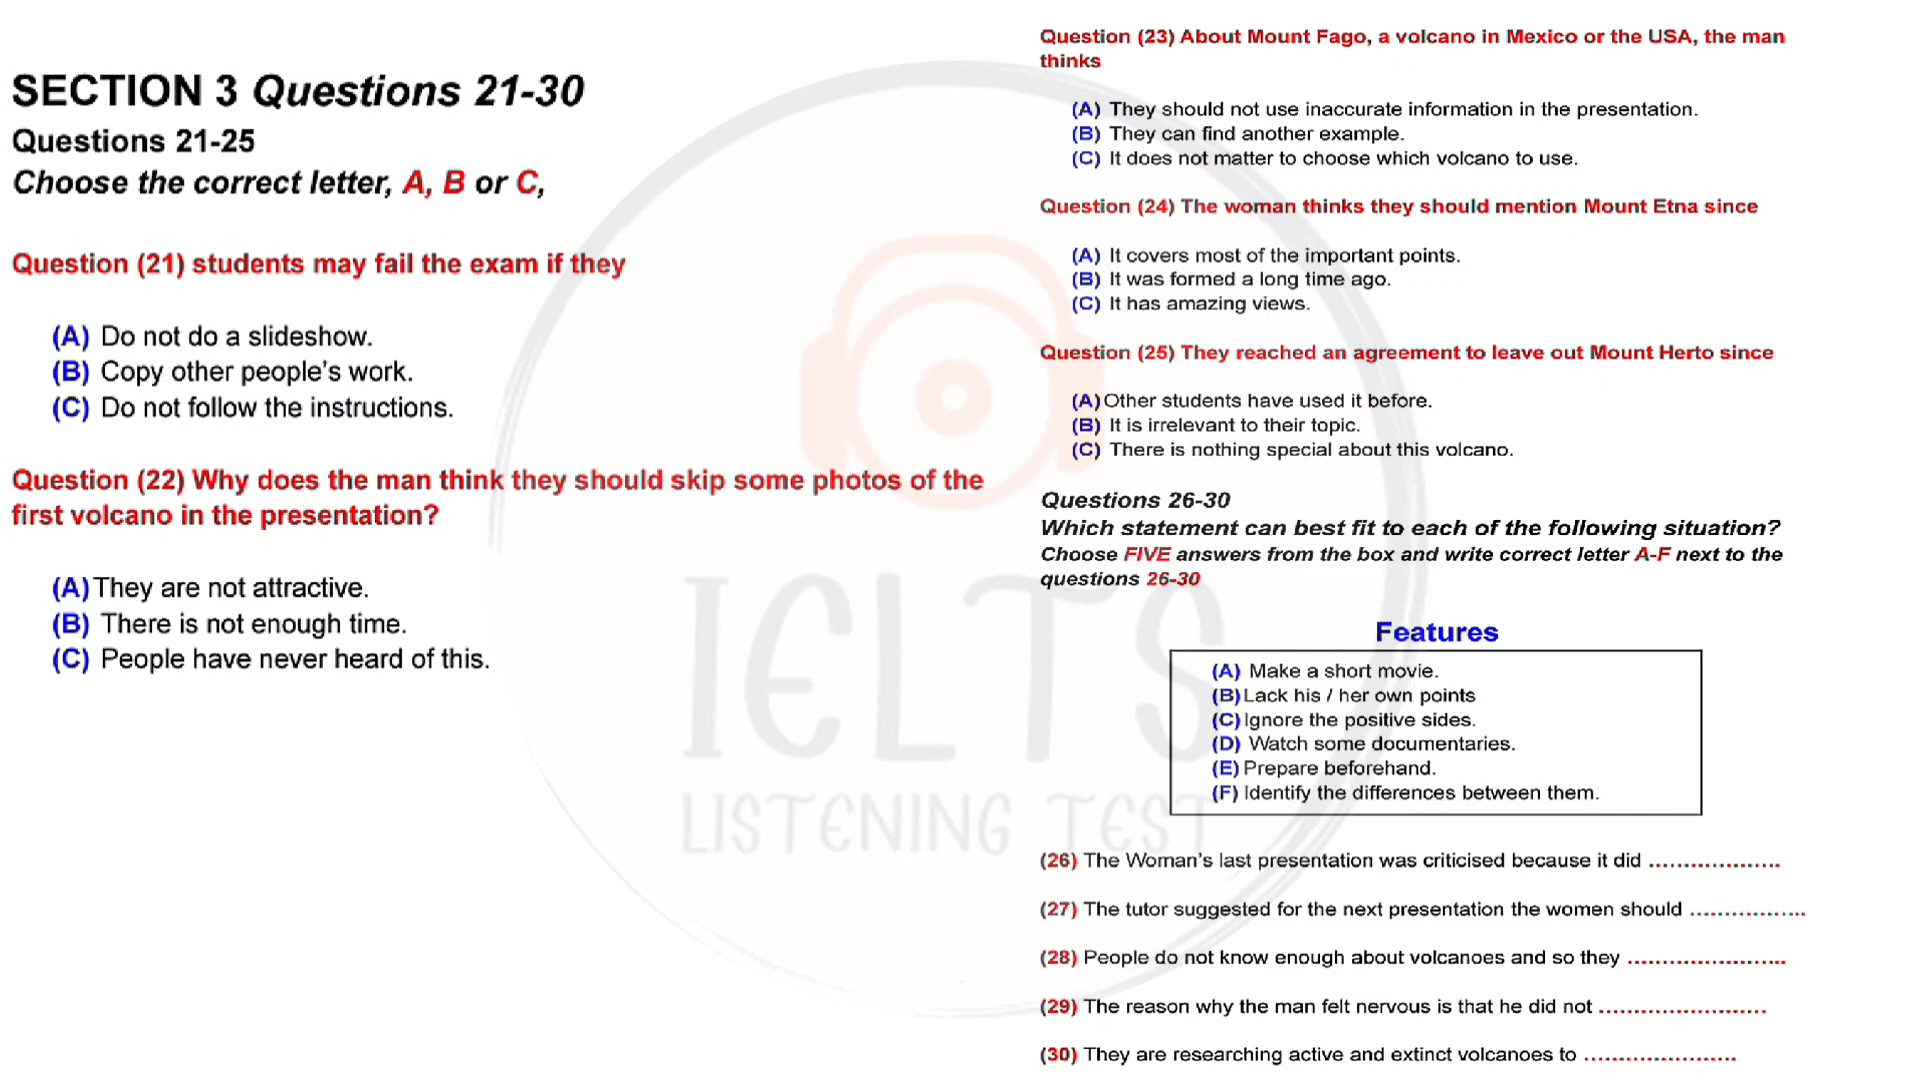 SECTION 3 Questions 21-30
Questions 21-25
Choose the correct letter, A, B or C,
Question (21) students may fail the exam if they
(A) Do not do a slideshow.
(B) Copy other people's work.
(C) Do not follow the instructions.
Question (22) Why does the man think they should skip some photos of the
first volcano in the presentation?
(A) They are not attractive.
(B) There is not enough time.
(C) People have never heard of this.
Question (23) About Mount Fago, a volcano in Mexico or the USA, the man
thinks
(A) They should not use inaccurate information in the presentation.
(B) They can find another example.
(C) It does not matter to choose which volcano to use.
Question (24) The woman thinks they should mention Mount Etna since
(A) It covers most of the important points.
(B) It was formed a long time ago.
(C) It has amazing views.
Question (25) They reached an agreement to leave out Mount Herto since
(A) Other students have used it before.
(B) It is irrelevant to their topic.
(C) There is nothing special about this volcano.
Questions 26-30
Which statement can best fit to each of the following situation?
Choose FIVE answers from the box and write correct letter A-F next to the
questions 26-30
Features
(A) Make a short movie.
(B) Lack his / her own points
(C) Ignore the positive sides.
(D) Watch some documentaries.
(E) Prepare beforehand.
(F) Identify the differences between them.
(26) The Woman's last presentation was criticised because it did ...................
(27) The tutor suggested for the next presentation the women should .................
(28) People do not know enough about volcanoes and so they .......................
(29) The reason why the man felt nervous is that he did not ........................
(30) They are researching active and extinct volcanoes to ......................
IELTS
LISTENING TEST